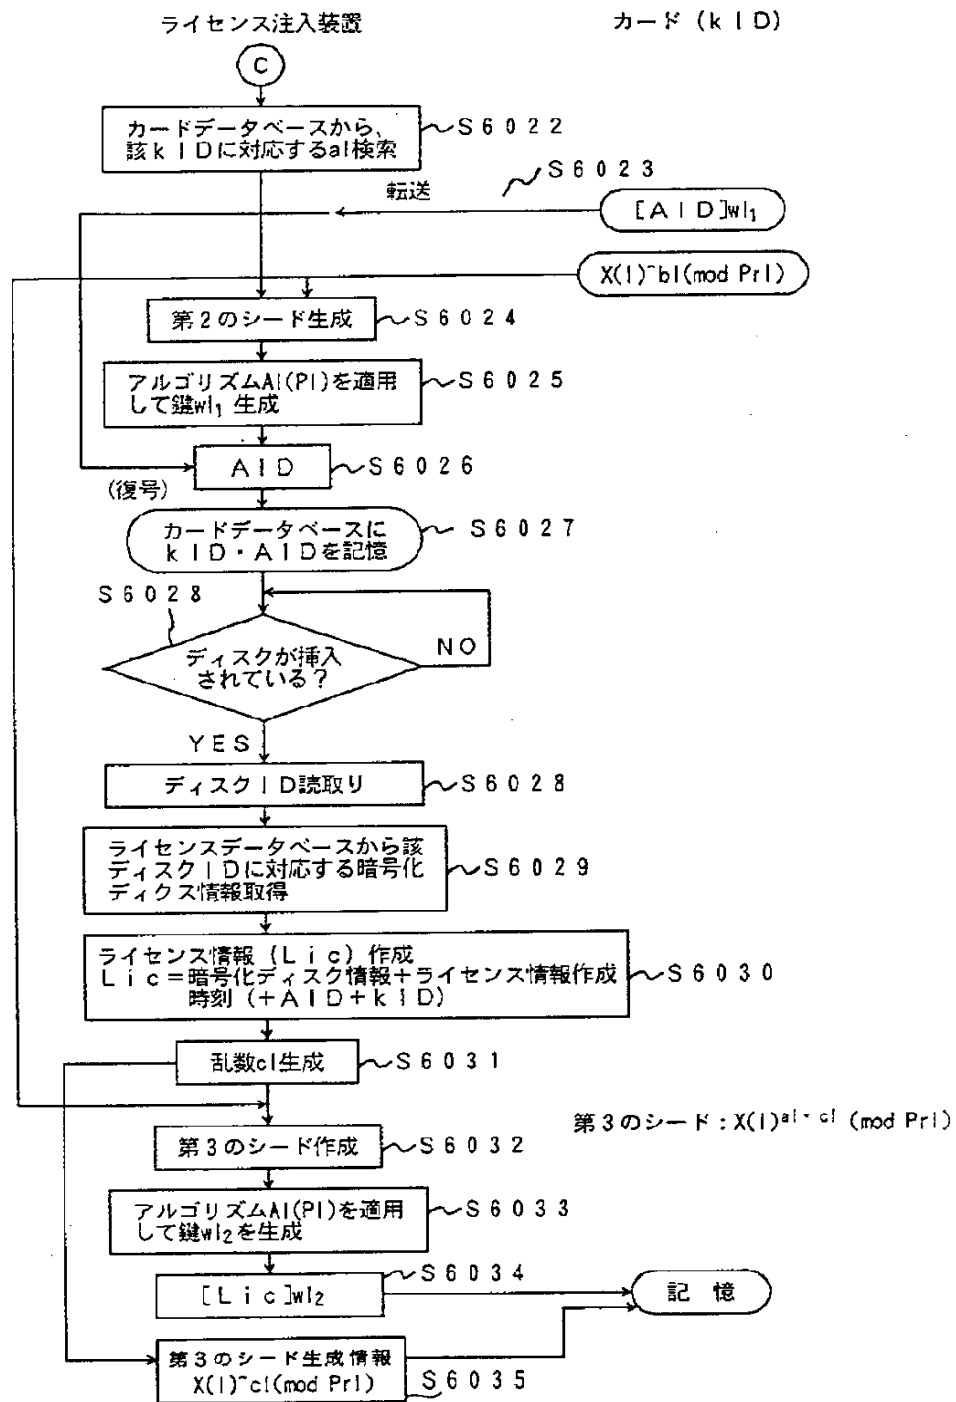 ライセンス注入装置
カード (kID)
C
カードデータベースから、
該kIDに対応するal検索
S6022
転送
S6023
[AID]wl₁
X(l)^bl(mod Prl)
第2のシード生成
S6024
アルゴリズムAl(Pl)を適用
して鍵wl₁生成
S6025
AID
S6026
(復号)
カードデータベースに
kID・AIDを記憶
S6027
S6028
ディスクが挿入
されている？
NO
YES
ディスクID読取り
S6028
ライセンスデータベースから該
ディスクIDに対応する暗号化
ディクス情報取得
S6029
ライセンス情報 (Lic) 作成
Lic＝暗号化ディスク情報＋ライセンス情報作成
時刻 (＋AID＋kID)
S6030
乱数cl生成
S6031
第3のシード：X(l)^al・cl (mod Prl)
第3のシード作成
S6032
アルゴリズムAl(Pl)を適用
して鍵wl₂を生成
S6033
[Lic]wl₂
S6034
記 憶
第3のシード生成情報
X(l)^cl(mod Prl)
S6035